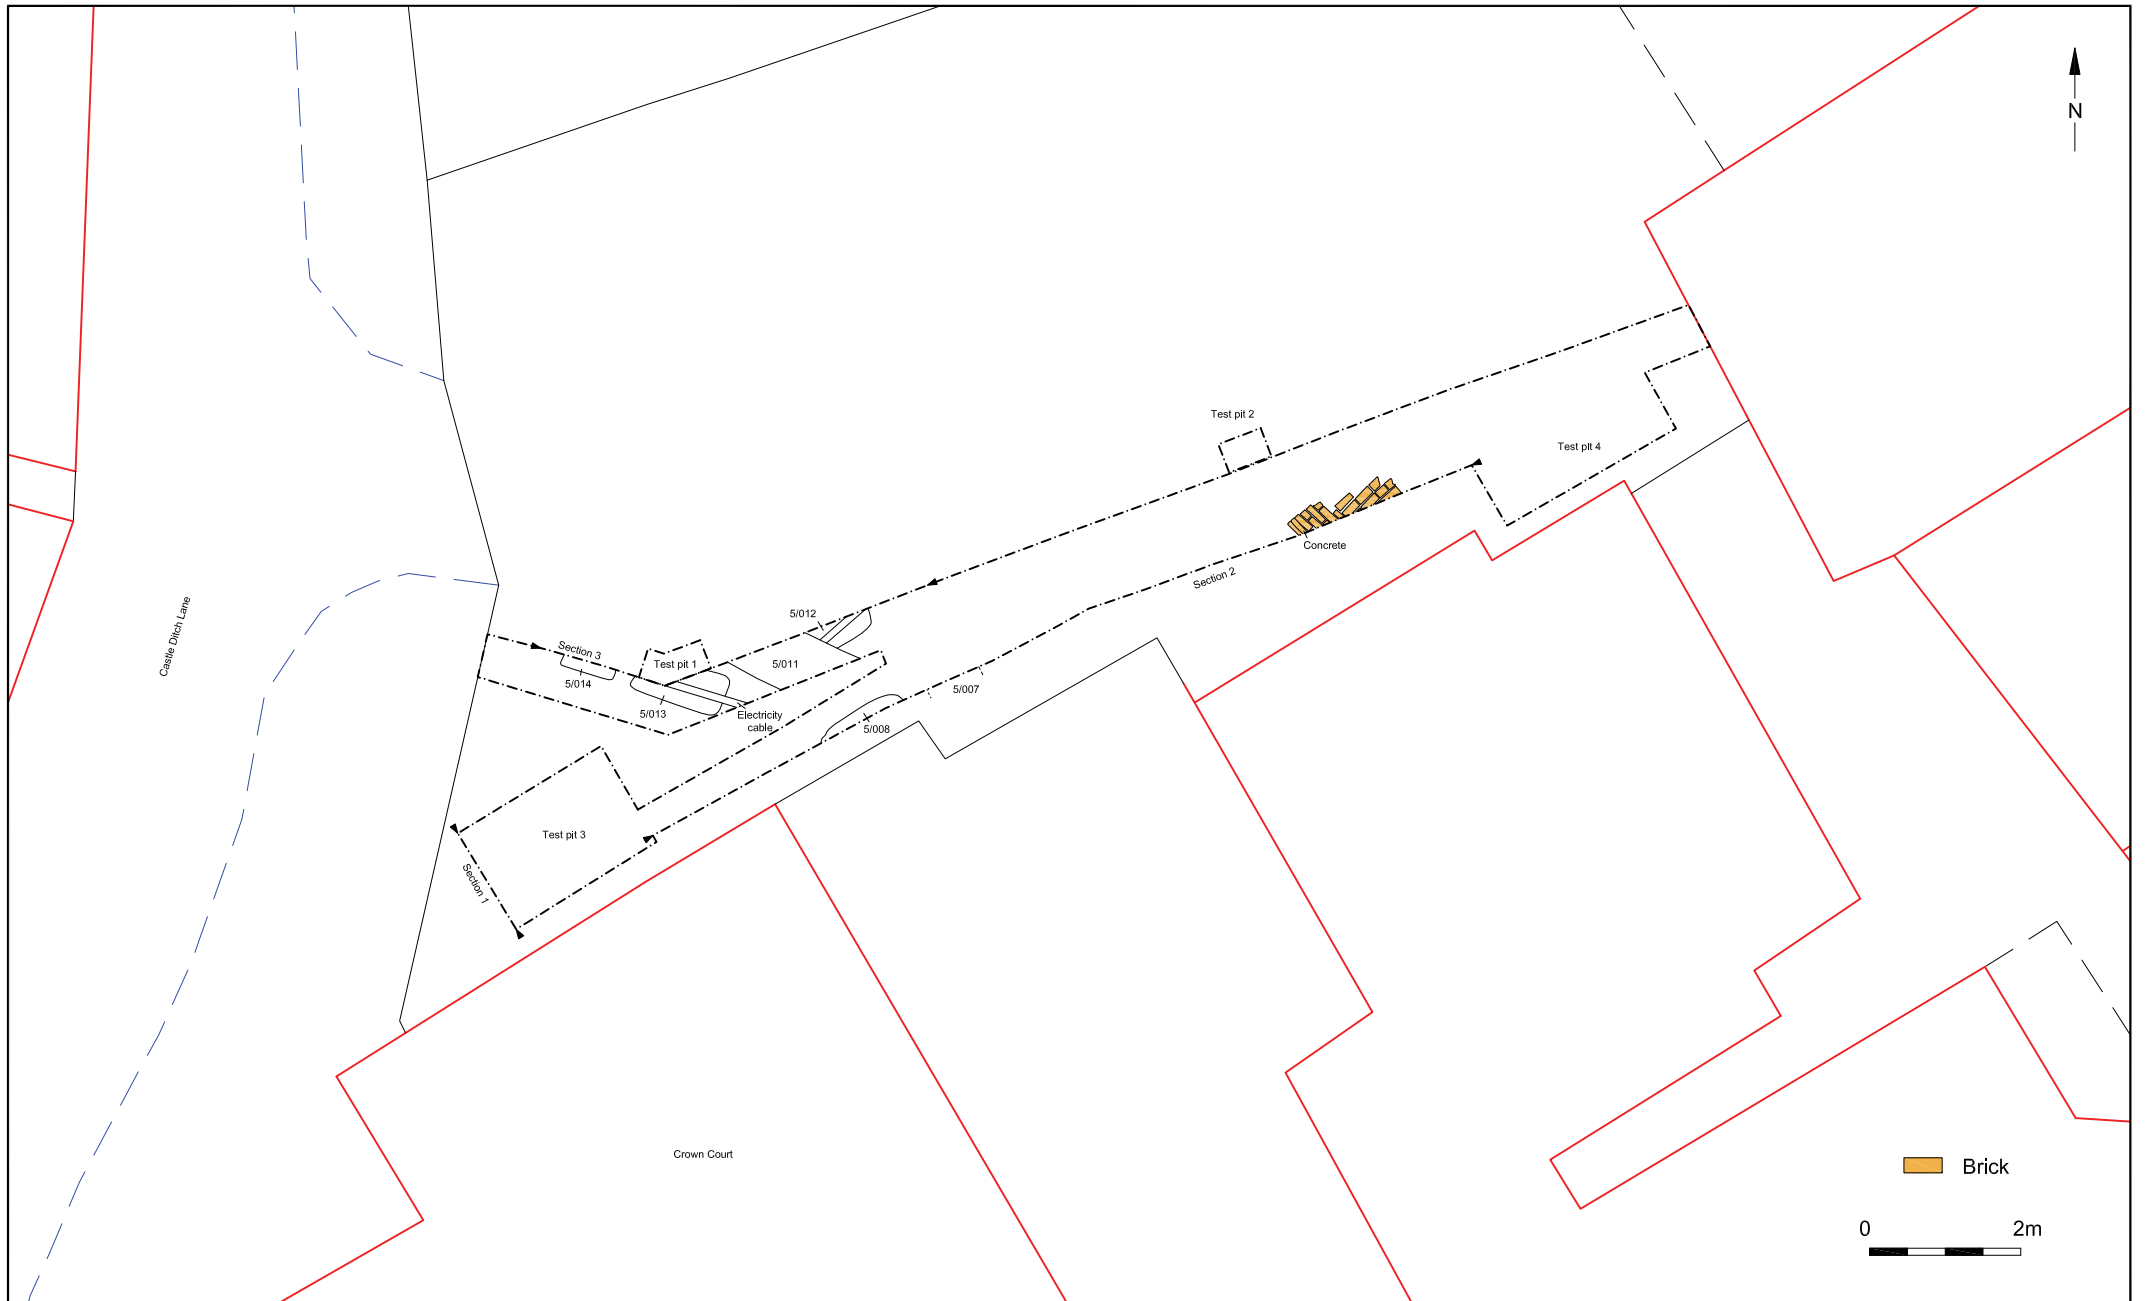 N
Test pit 2
Test pit 4
Concrete
Section 2
5/012
Section 3
Test pit 1
5/011
5/014
5/007
5/013
Electricity
cable
5/008
Castle Ditch Lane
Test pit 3
Section 1
Crown Court
Brick
0 2m